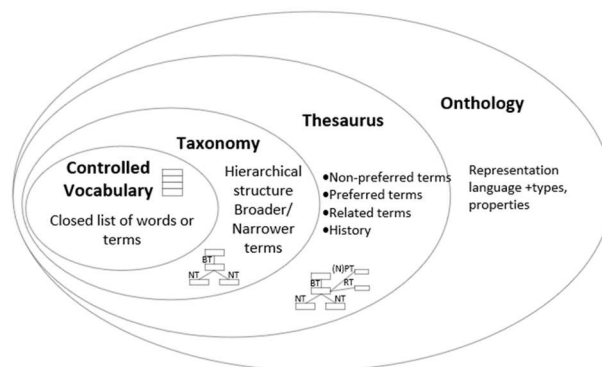 Onthology
Representation
language +types,
properties
Thesaurus
•Non-preferred terms
•Preferred terms
•Related terms
•History
(N)PT
BT
RT
NT
NT
Taxonomy
Hierarchical
structure
Broader/
Narrower
terms
BT
NT
NT
Controlled
Vocabulary
Closed list of words or
terms